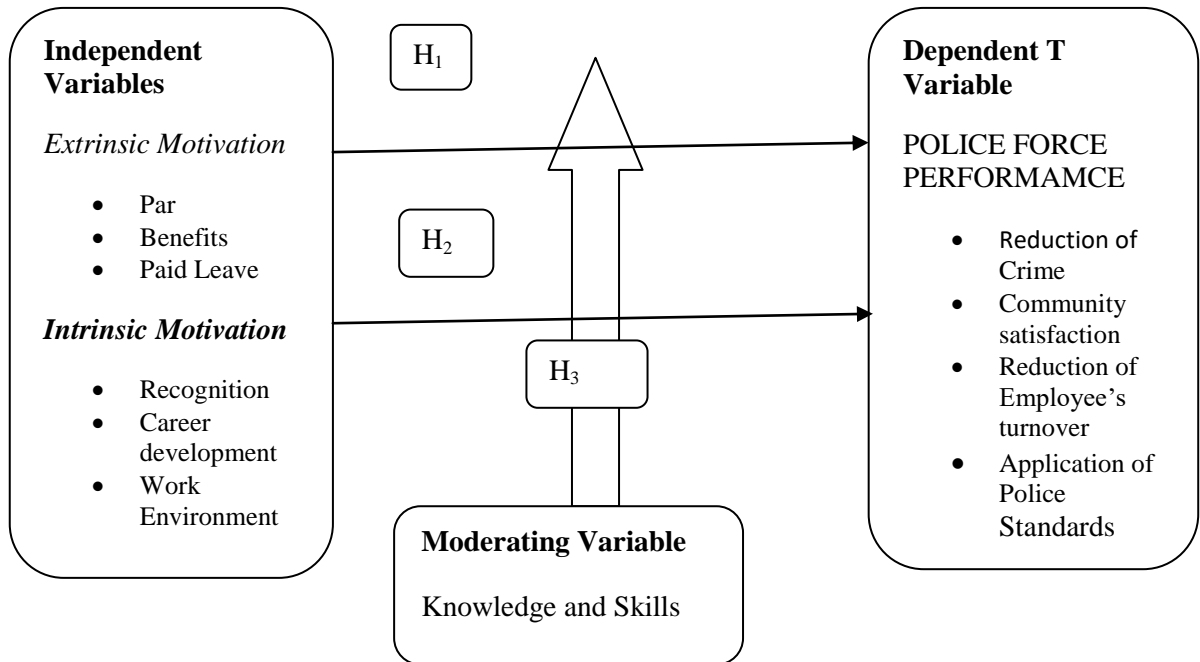 Independent
Variables
Extrinsic Motivation
• Par
• Benefits
• Paid Leave
Intrinsic Motivation
• Recognition
• Career
development
• Work
Environment
H₁
H₂
H₃
Moderating Variable
Knowledge and Skills
Dependent T
Variable
POLICE FORCE
PERFORMAMCE
• Reduction of
Crime
• Community
satisfaction
• Reduction of
Employee’s
turnover
• Application of
Police
Standards